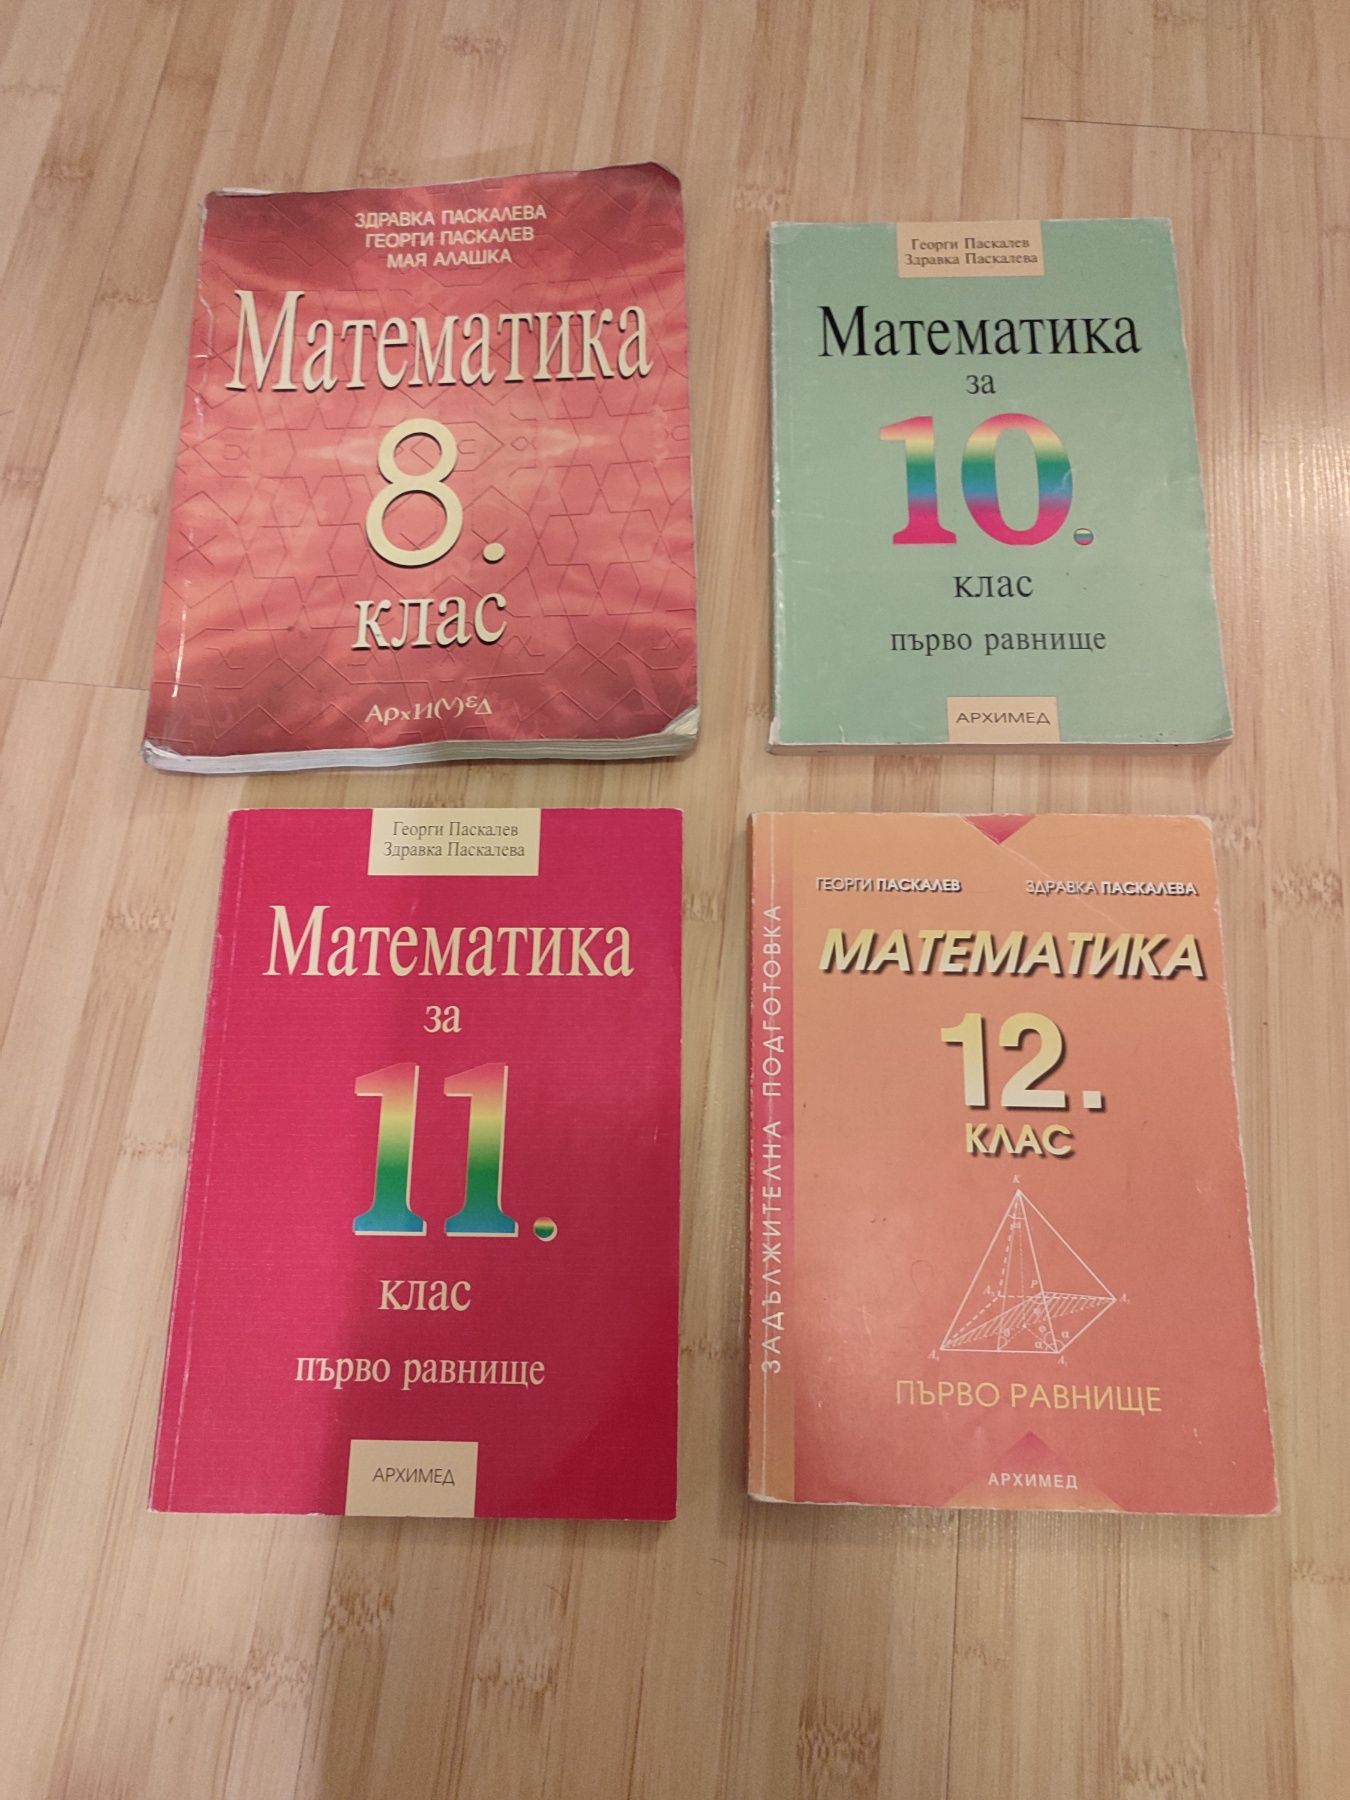 ЗДРАВКА ПАСКАЛЕВА
ГЕОРГИ ПАСКАЛЕВ
МАЯ АЛАШКА
Математика
8.
клас
АрхИмед
Георги Паскалев
Здравка Паскалева
Математика
за
10.
клас
първо равнище
АРХИМЕД
Георги Паскалев
Здравка Паскалева
Математика
за
11.
клас
първо равнище
АРХИМЕД
ГЕОРГИ ПАСКАЛЕВ ЗДРАВКА ПАСКАЛЕВА
МАТЕМАТИКА
12.
КЛАС
ПЪРВО РАВНИЩЕ
АРХИМЕД
ЗАДЪЛЖИТЕЛНА ПОДГОТОВКА